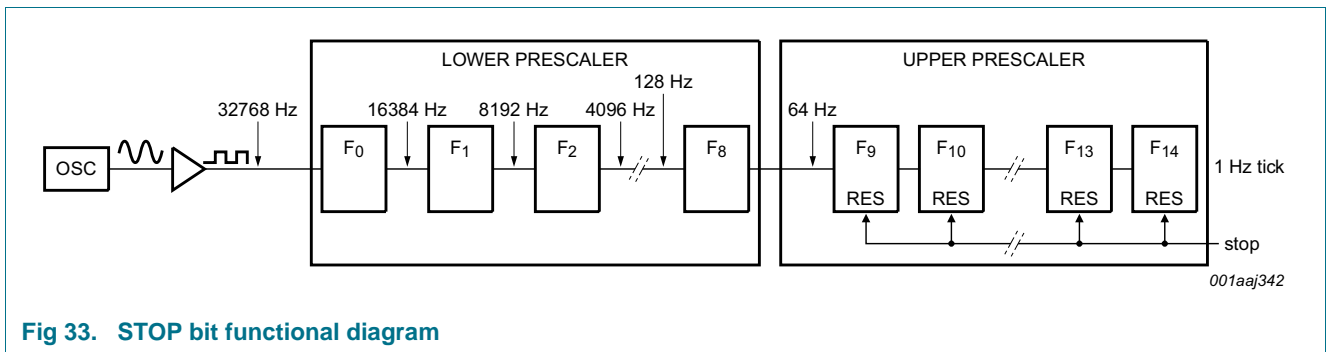 LOWER PRESCALER
UPPER PRESCALER
128 Hz
32768 Hz
16384 Hz
8192 Hz
4096 Hz
64 Hz
OSC
F0
F1
F2
F8
F9
F10
F13
F14
1 Hz tick
RES
RES
RES
RES
stop
001aaj342
Fig 33. STOP bit functional diagram